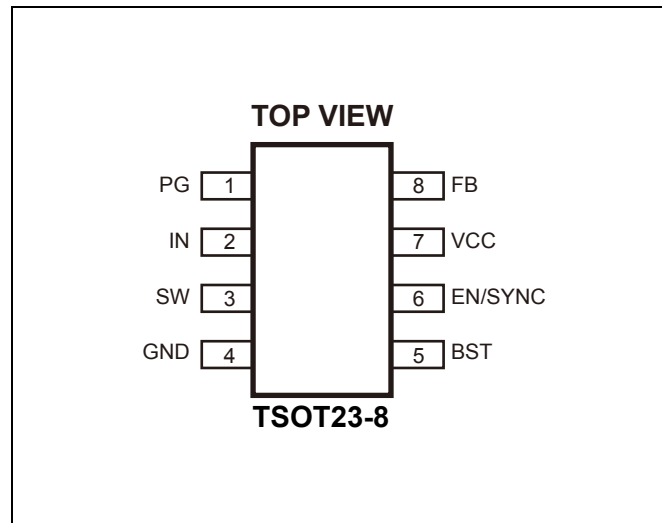 TOP VIEW
PG 1 8 FB
IN 2 7 VCC
SW 3 6 EN/SYNC
GND 4 5 BST
TSOT23-8